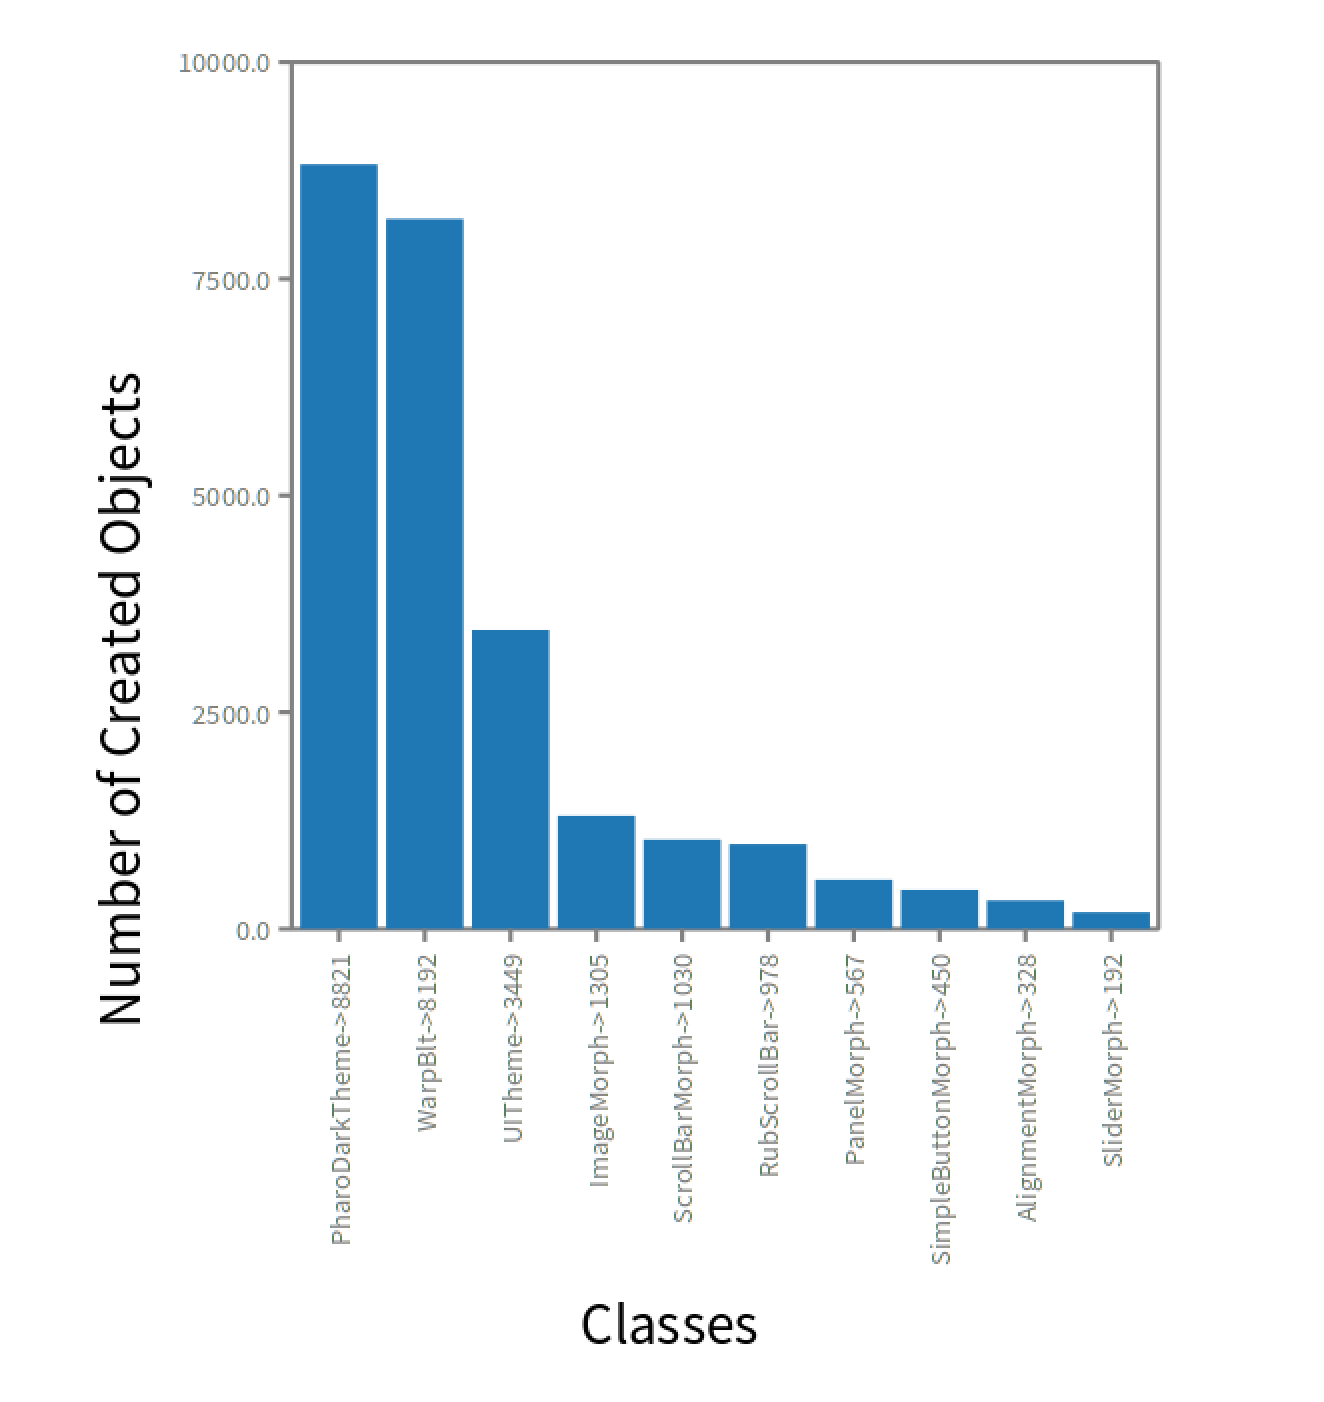 10000.0
7500.0
5000.0
2500.0
0.0
Number of Created Objects
PharoDarkTheme->8821
WarpBlt->8192
UITheme->3449
ImageMorph->1305
ScrollBarMorph->1030
RubScrollBar->978
PanelMorph->567
SimpleButtonMorph->450
AlignmentMorph->328
SliderMorph->192
Classes